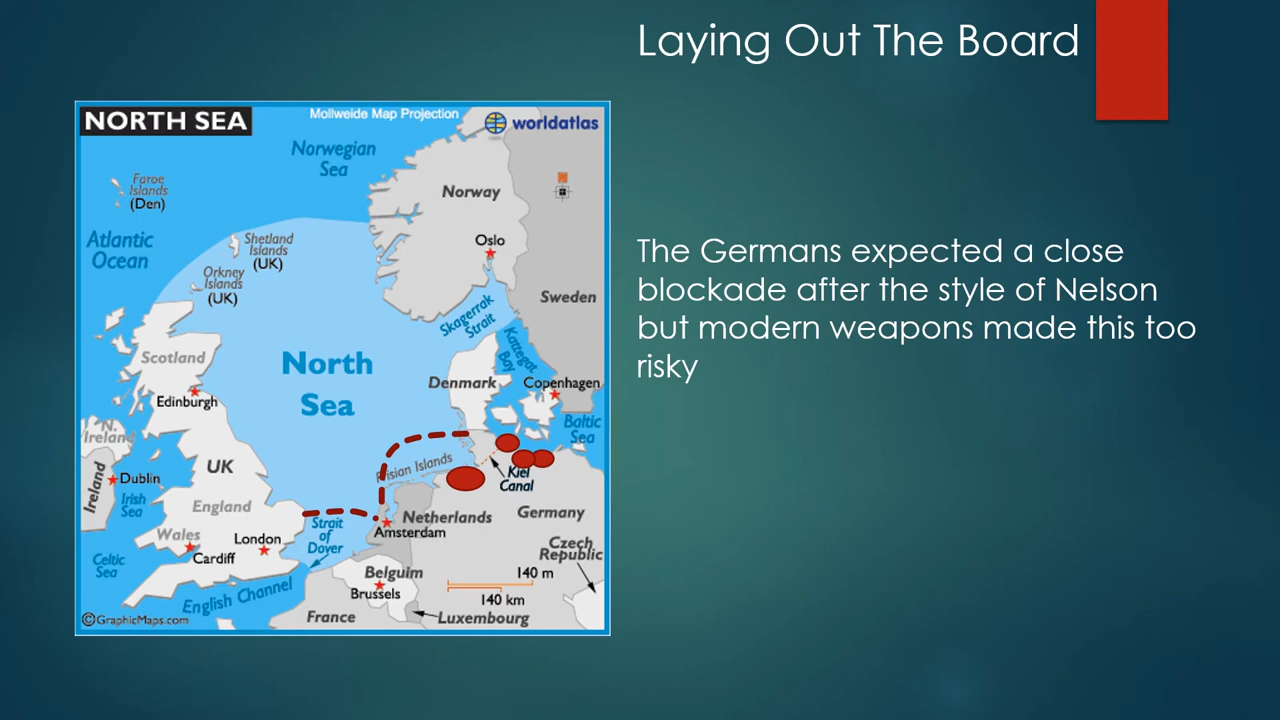 Laying Out The Board
NORTH SEA
Mollweide Map Projection
worldatlas
Norwegian
Sea
Faroe
Islands
(Den)
Norway
Atlantic
Ocean
Shetland
Islands
(UK)
Oslo
Orkney
Islands
(UK)
Sweden
Skagerrak
Strait
Kattegat
Bay
Scotland
North
Sea
Denmark
Copenhagen
Edinburgh
Baltic
Sea
N.
Ireland
Frisian Islands
UK
Kiel
Canal
Ireland
Dublin
Irish
Sea
England
Netherlands
Germany
Strait
of
Dover
Amsterdam
Wales
London
Cardiff
Czech
Republic
Celtic
Sea
Belguim
140 m
English Channel
Brussels
140 km
©GraphicMaps.com
France
Luxembourg
The Germans expected a close
blockade after the style of Nelson
but modern weapons made this too
risky